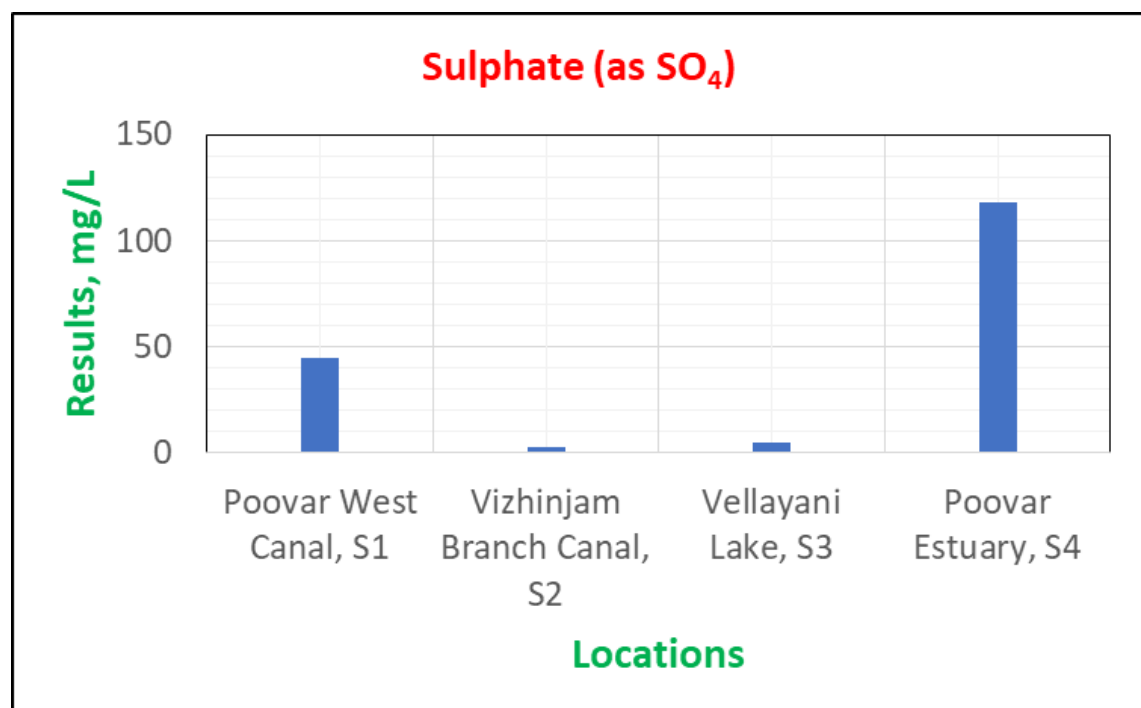 Sulphate (as SO₄)
Results, mg/L
150
100
50
0
Poovar West
Canal, S1
Vizhinjam
Branch Canal,
S2
Vellayani
Lake, S3
Poovar
Estuary, S4
Locations